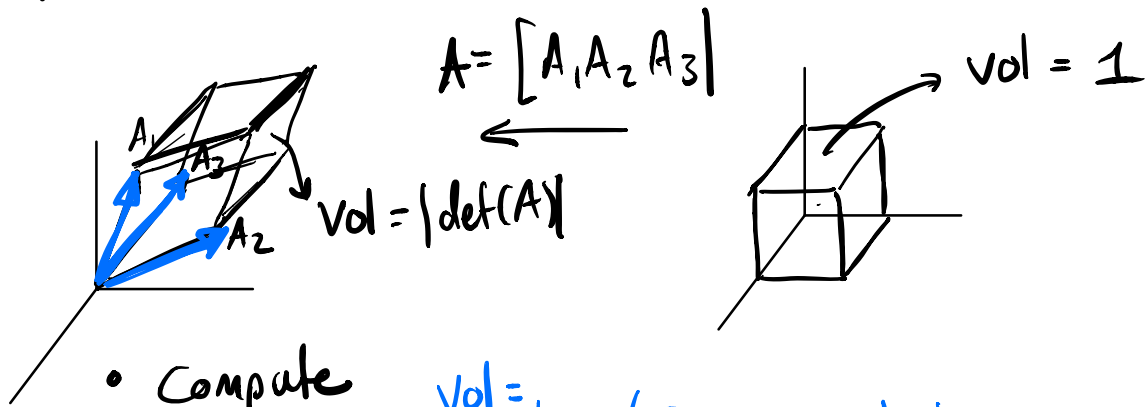 A = [A₁ A₂ A₃]
vol = 1
A₁
A₃
A₂
Vol = |det(A)|
• Compute
Vol =